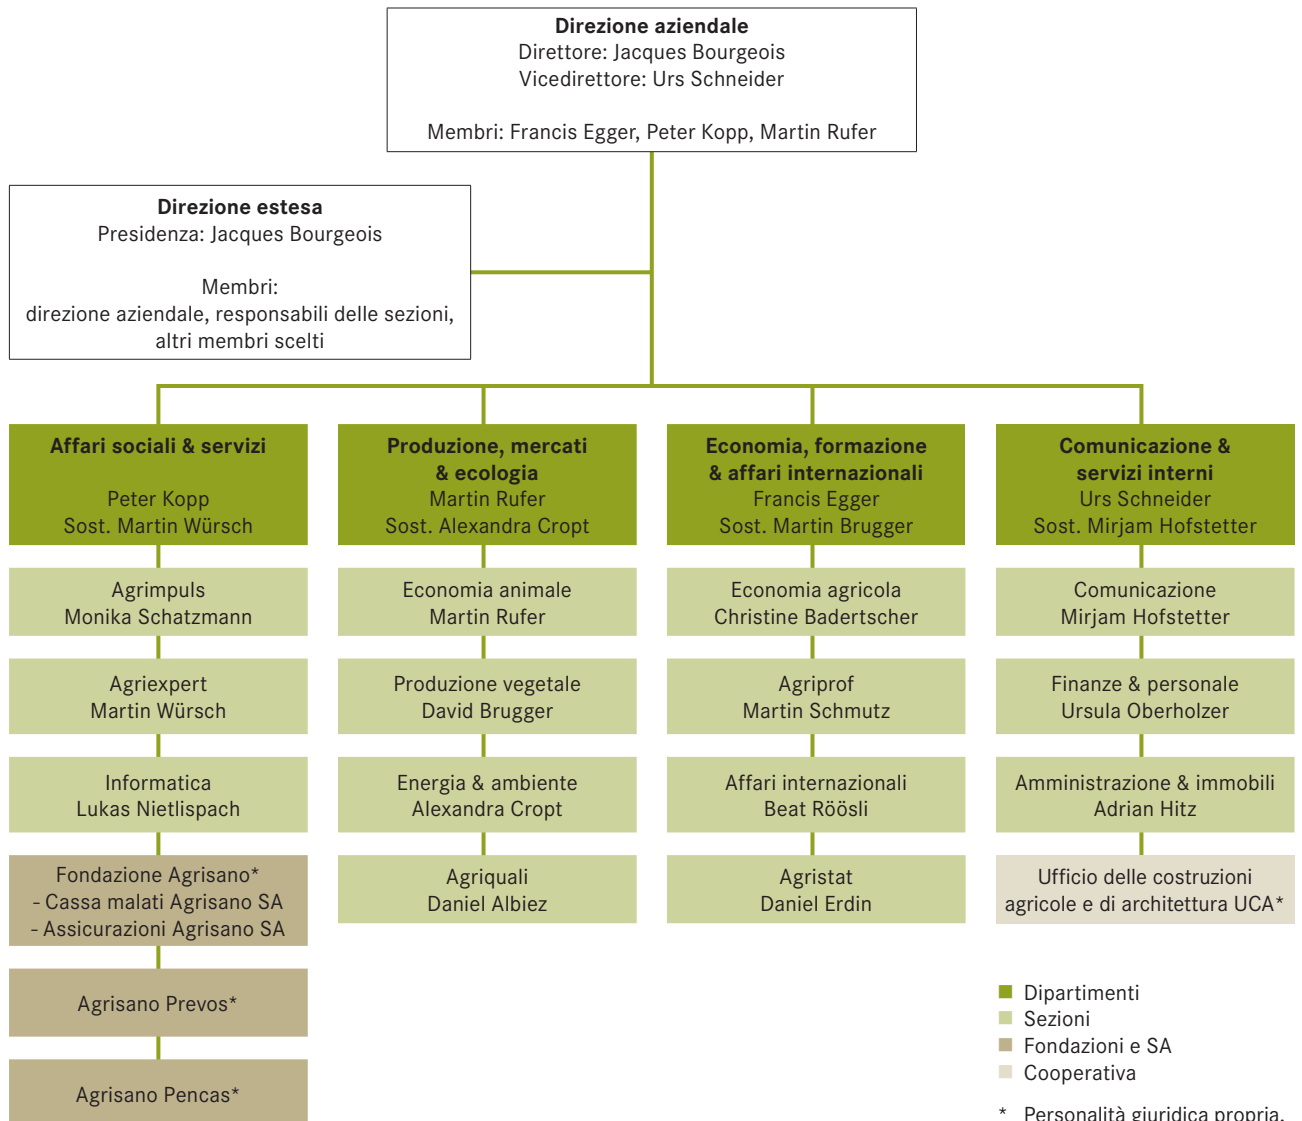 Direzione aziendale
Direttore: Jacques Bourgeois
Vicedirettore: Urs Schneider
Membri: Francis Egger, Peter Kopp, Martin Rufer
Direzione estesa
Presidenza: Jacques Bourgeois
Membri:
direzione aziendale, responsabili delle sezioni,
altri membri scelti
Affari sociali & servizi
Peter Kopp
Sost. Martin Würsch
Agrimpuls
Monika Schatzmann
Agriexpert
Martin Würsch
Informatica
Lukas Nietlispach
Fondazione Agrisano*
- Cassa malati Agrisano SA
- Assicurazioni Agrisano SA
Agrisano Prevos*
Agrisano Pencas*
Produzione, mercati
& ecologia
Martin Rufer
Sost. Alexandra Cropt
Economia animale
Martin Rufer
Produzione vegetale
David Brugger
Energia & ambiente
Alexandra Cropt
Agriquali
Daniel Albiez
Economia, formazione
& affari internazionali
Francis Egger
Sost. Martin Brugger
Economia agricola
Christine Badertscher
Agriprof
Martin Schmutz
Affari internazionali
Beat Röösli
Agristat
Daniel Erdin
Comunicazione &
servizi interni
Urs Schneider
Sost. Mirjam Hofstetter
Comunicazione
Mirjam Hofstetter
Finanze & personale
Ursula Oberholzer
Amministrazione & immobili
Adrian Hitz
Ufficio delle costruzioni
agricole e di architettura UCA*
Dipartimenti
Sezioni
Fondazioni e SA
Cooperativa
* Personalità giuridica propria.